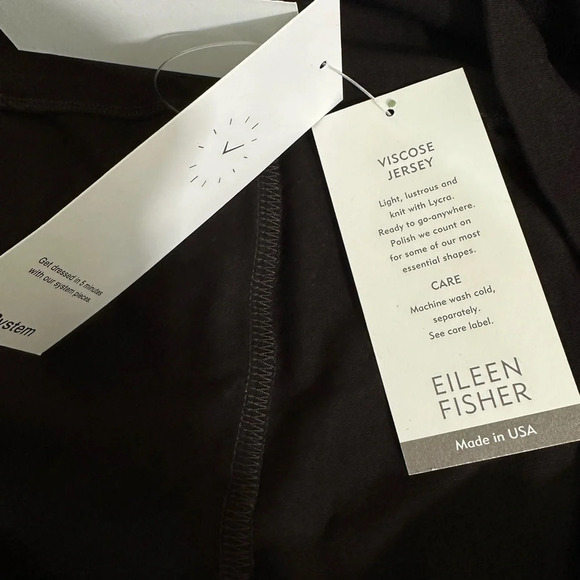 Get dressed in 5 minutes
with our system pieces.
VISCOSE
JERSEY
Light, lustrous and
knit with Lycra.
Ready to go-anywhere.
Polish we count on
for some of our most
essential shapes.
CARE
Machine wash cold,
separately.
See care label.
EILEEN
FISHER
Made in USA